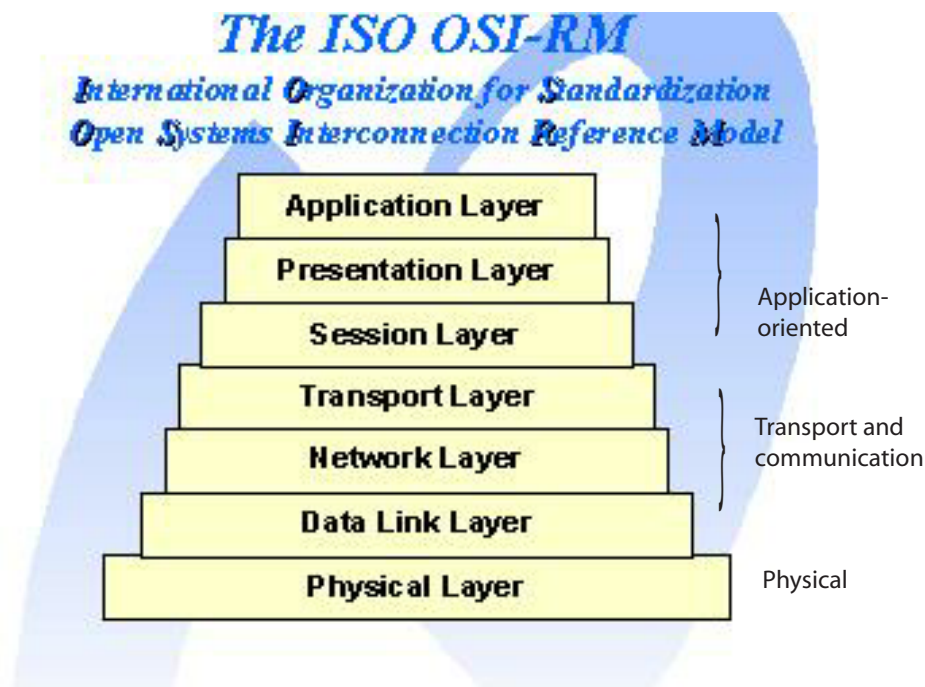 The ISO OSI-RM
International Organization for Standardization
Open Systems Interconnection Reference Model
Application Layer
Presentation Layer
Session Layer
Application-
oriented
Transport Layer
Network Layer
Data Link Layer
Transport and
communication
Physical Layer
Physical